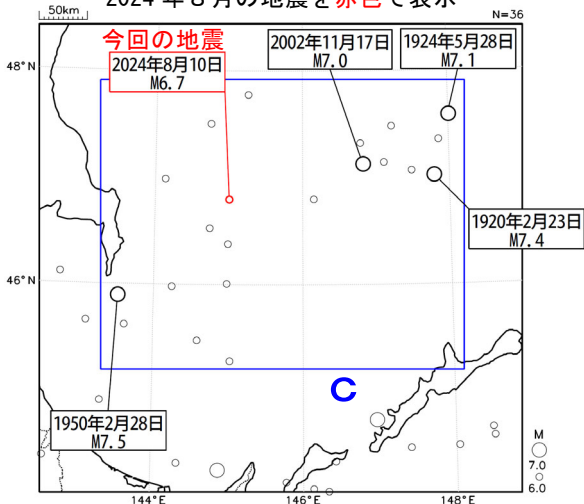 2024年8月の地震を赤色で表示
50km
N=36
48°N
今回の地震
2024年8月10日
M6.7
2002年11月17日
M7.0
1924年5月28日
M7.1
1920年2月23日
M7.4
46°N
1950年2月28日
M7.5
C
M
7.0
6.0
144°E
146°E
148°E